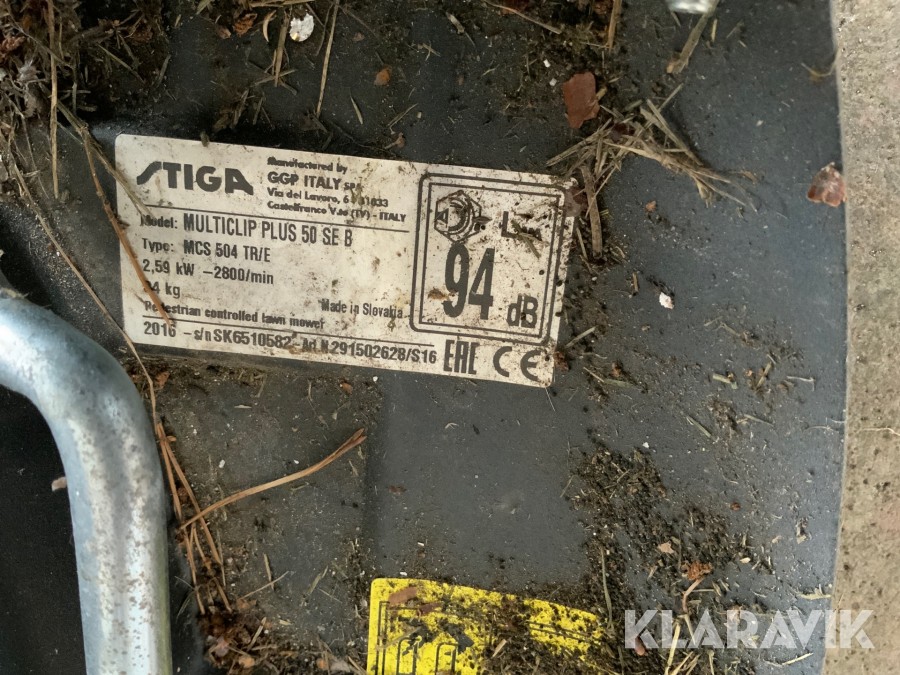 STIGA
Manufactured by
GGP ITALY
Via del Lavoro,
Castelfranco V.to (TV) - ITALY
Model: MULTICLIP PLUS 50 SE B
Type: MCS 504 TR/E
2,59 kW -2800/min
kg
Made in Slovakia
Pedestrian controlled lawn mower
2016 -s/n SK6510582 Ad.N.291502628/S16
94
dB
EAC CE
KLARAVIK